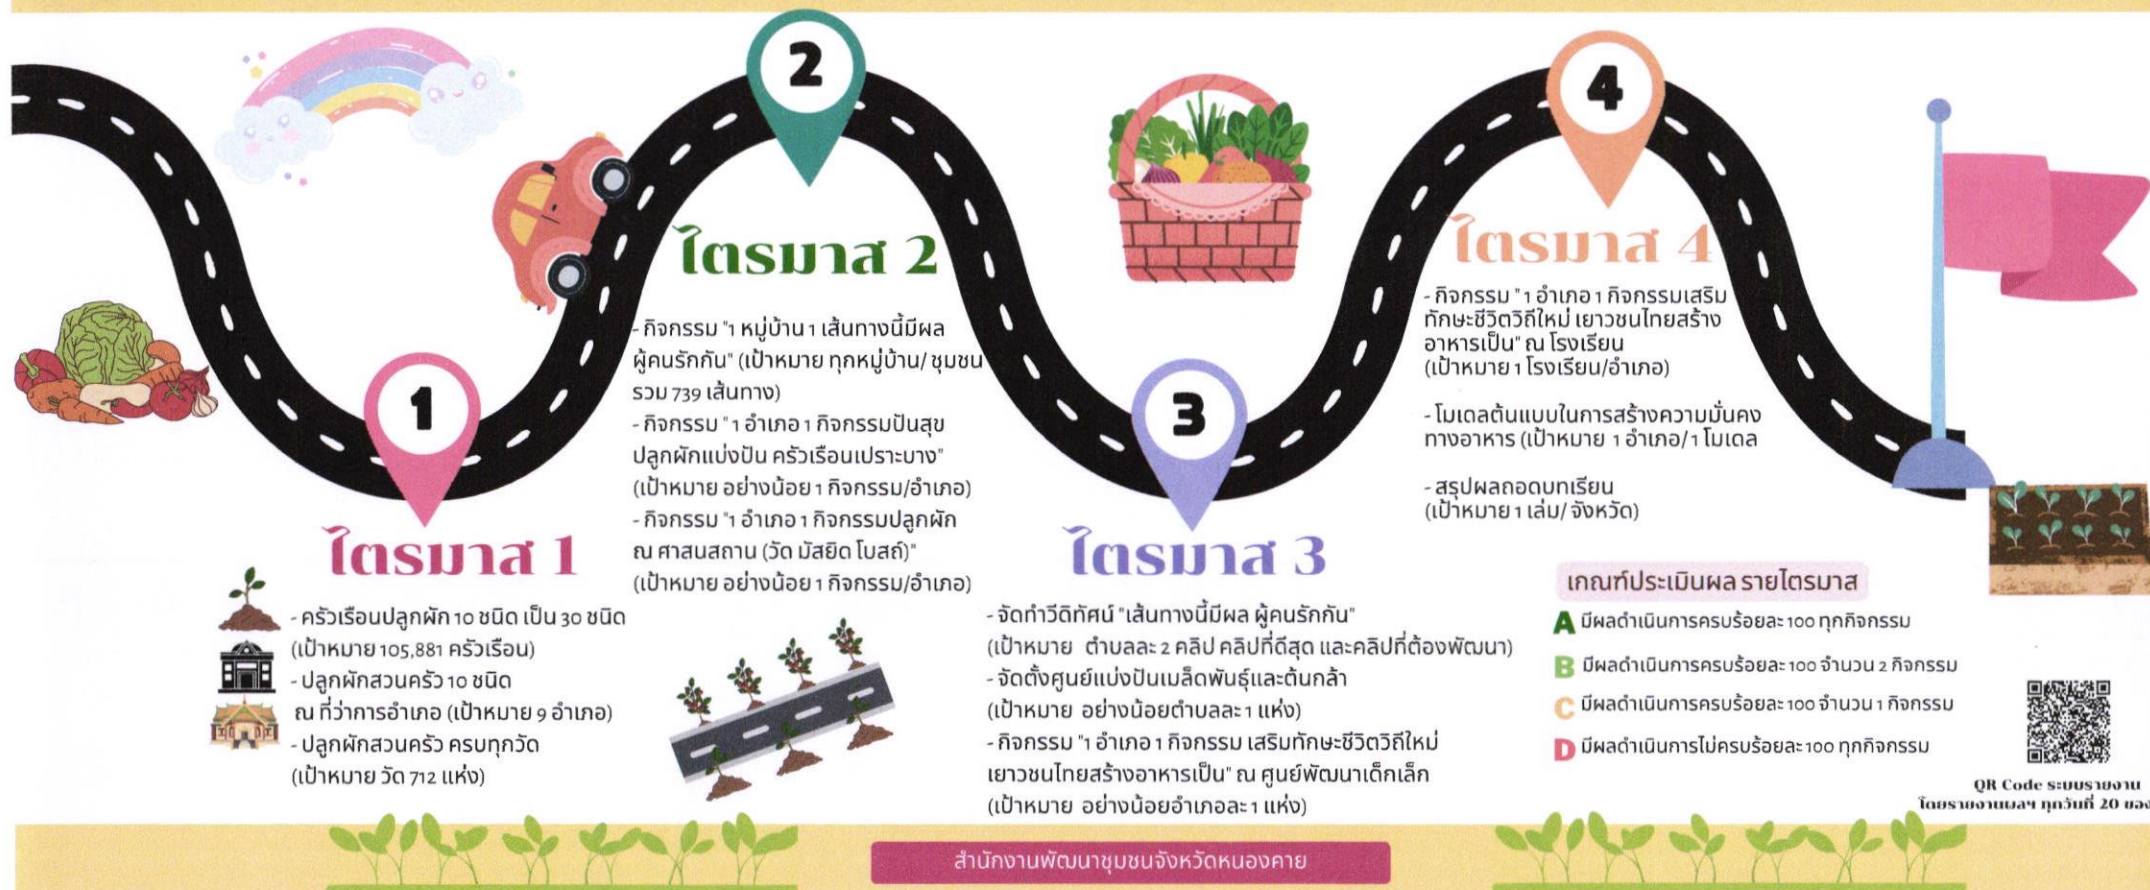 1
ไตรมาส 1
- ครัวเรือนปลูกผัก 10 ชนิด เป็น 30 ชนิด
(เป้าหมาย 105,881 ครัวเรือน)
- ปลูกผักสวนครัว 10 ชนิด
ณ ที่ว่าการอำเภอ (เป้าหมาย 9 อำเภอ)
- ปลูกผักสวนครัว ครบทุกวัด
(เป้าหมาย วัด 712 แห่ง)
2
ไตรมาส 2
- กิจกรรม "1 หมู่บ้าน 1 เส้นทางนี้มีผล
ผู้คนรักกัน" (เป้าหมาย ทุกหมู่บ้าน/ ชุมชน
รวม 739 เส้นทาง)
- กิจกรรม "1 อำเภอ 1 กิจกรรมปันสุข
ปลูกผักแบ่งปัน ครัวเรือนเปราะบาง"
(เป้าหมาย อย่างน้อย 1 กิจกรรม/อำเภอ)
- กิจกรรม "1 อำเภอ 1 กิจกรรมปลูกผัก
ณ ศาสนสถาน (วัด มัสยิด โบสถ์)"
(เป้าหมาย อย่างน้อย 1 กิจกรรม/อำเภอ)
3
ไตรมาส 3
- จัดทำวีดิทัศน์ "เส้นทางนี้มีผล ผู้คนรักกัน"
(เป้าหมาย ตำบลละ 2 คลิป คลิปที่ดีสุด และคลิปที่ต้องพัฒนา)
- จัดตั้งศูนย์แบ่งปันเมล็ดพันธุ์และต้นกล้า
(เป้าหมาย อย่างน้อยตำบลละ 1 แห่ง)
- กิจกรรม "1 อำเภอ 1 กิจกรรม เสริมทักษะชีวิตวิถีใหม่
เยาวชนไทยสร้างอาหารเป็น" ณ ศูนย์พัฒนาเด็กเล็ก
(เป้าหมาย อย่างน้อยอำเภอละ 1 แห่ง)
4
ไตรมาส 4
- กิจกรรม "1 อำเภอ 1 กิจกรรมเสริม
ทักษะชีวิตวิถีใหม่ เยาวชนไทยสร้าง
อาหารเป็น" ณ โรงเรียน
(เป้าหมาย 1 โรงเรียน/อำเภอ)
- โมเดลต้นแบบในการสร้างความมั่นคง
ทางอาหาร (เป้าหมาย 1 อำเภอ/1 โมเดล
- สรุปผลถอดบทเรียน
(เป้าหมาย 1 เล่ม/ จังหวัด)
เกณฑ์ประเมินผล รายไตรมาส
A มีผลดำเนินการครบร้อยละ 100 ทุกกิจกรรม
B มีผลดำเนินการครบร้อยละ 100 จำนวน 2 กิจกรรม
C มีผลดำเนินการครบร้อยละ 100 จำนวน 1 กิจกรรม
D มีผลดำเนินการไม่ครบร้อยละ 100 ทุกกิจกรรม
QR Code ระบบรายงาน
โดยรายงานผลฯ ทุกวันที่ 20 ของ
สำนักงานพัฒนาชุมชนจังหวัดหนองคาย